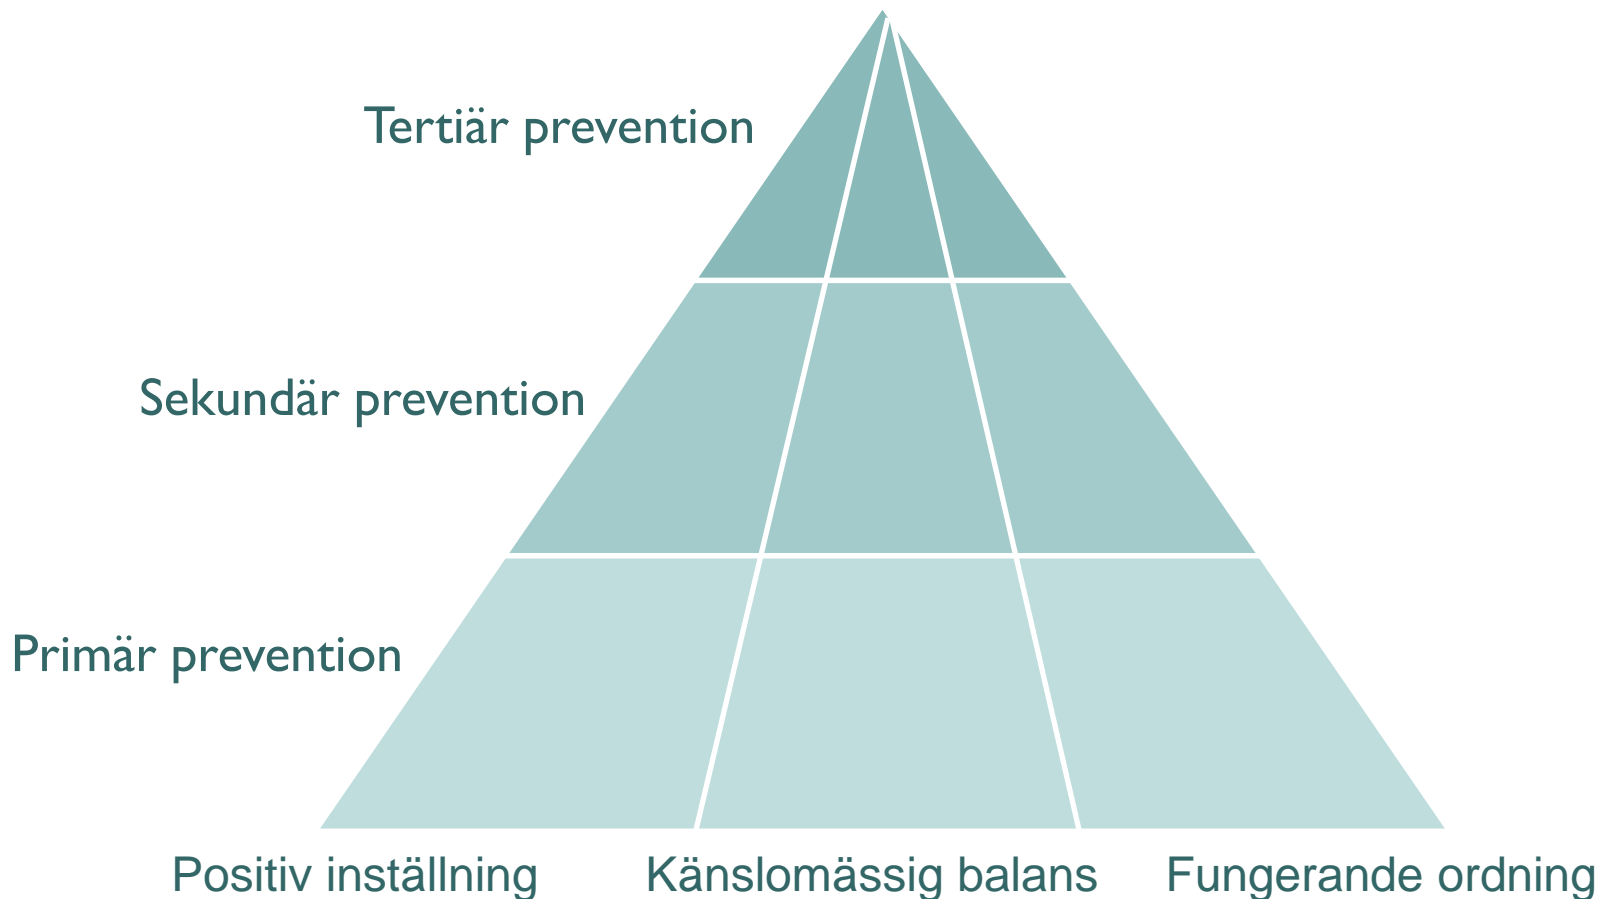 Tertiär prevention
Sekundär prevention
Primär prevention
Positiv inställning
Känslomässig balans
Fungerande ordning